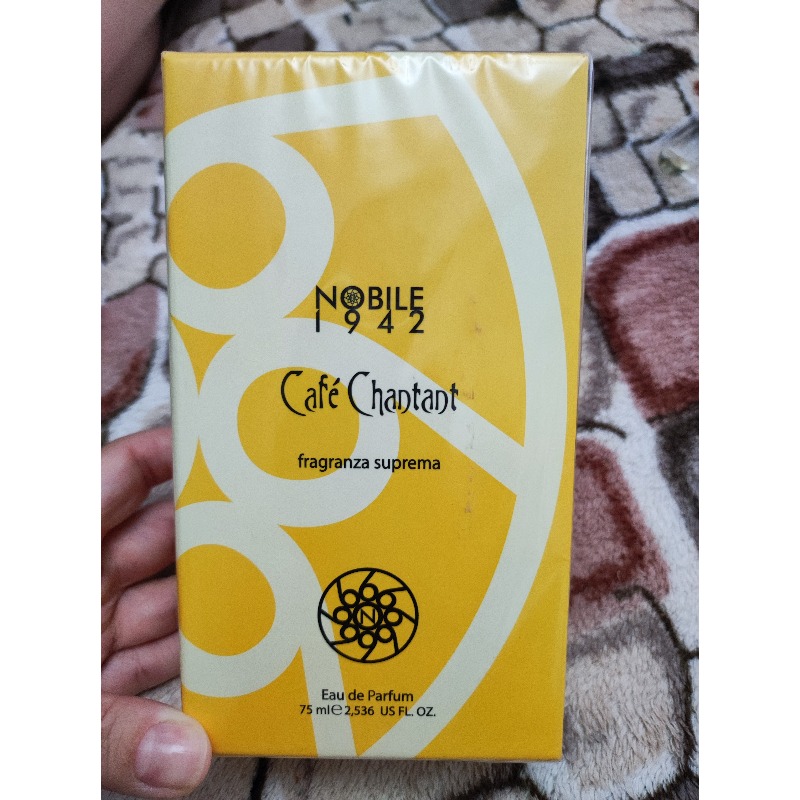 NOBILE
1942
Café Chantant
fragranza suprema
N
Eau de Parfum
75 ml℮2,536 US FL. OZ.